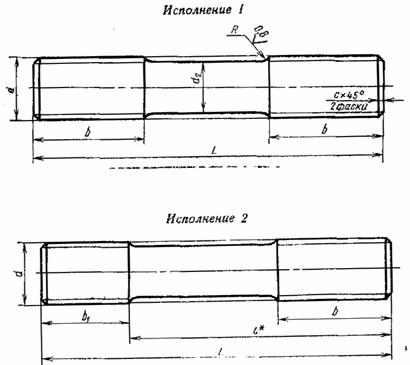 Исполнение 1
R
0,8
d
d₂
c×45°
2 фаски
b
b
L
Исполнение 2
d
b₁
b
c*
L